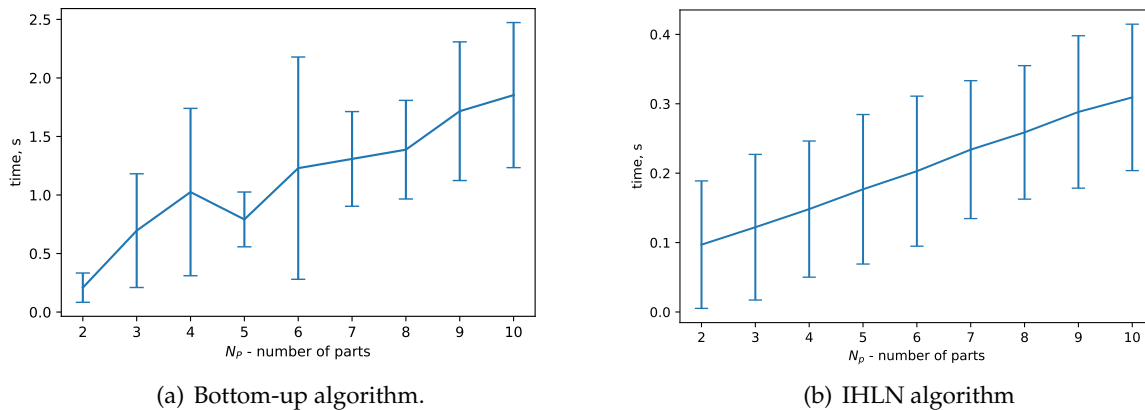 2.5
2.0
1.5
1.0
0.5
0.0
time, s
2 3 4 5 6 7 8 9 10
N_P - number of parts
(a) Bottom-up algorithm.
0.4
0.3
0.2
0.1
0.0
time, s
2 3 4 5 6 7 8 9 10
N_p - number of parts
(b) IHLN algorithm